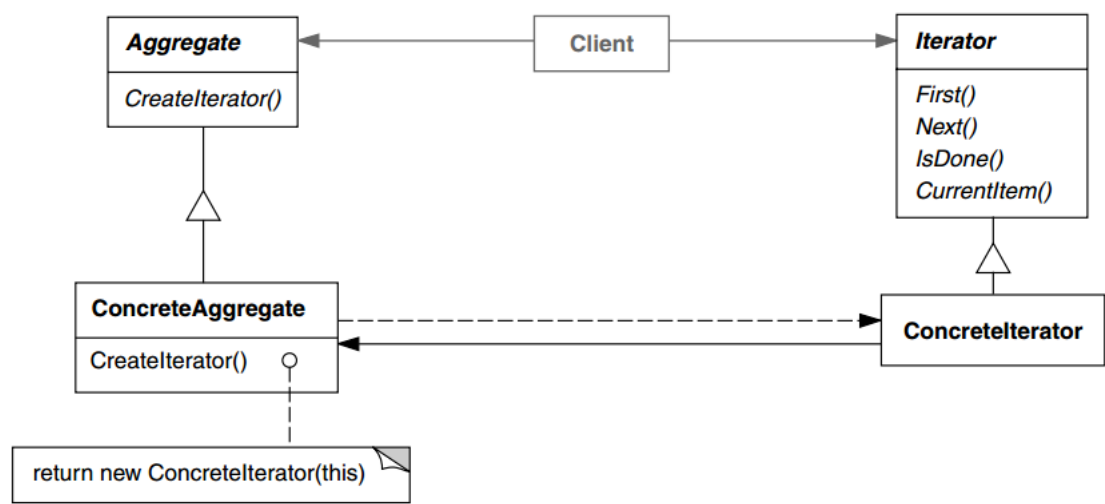 Aggregate
CreateIterator()
Client
Iterator
First()
Next()
IsDone()
CurrentItem()
ConcreteAggregate
CreateIterator()
ConcreteIterator
return new ConcreteIterator(this)